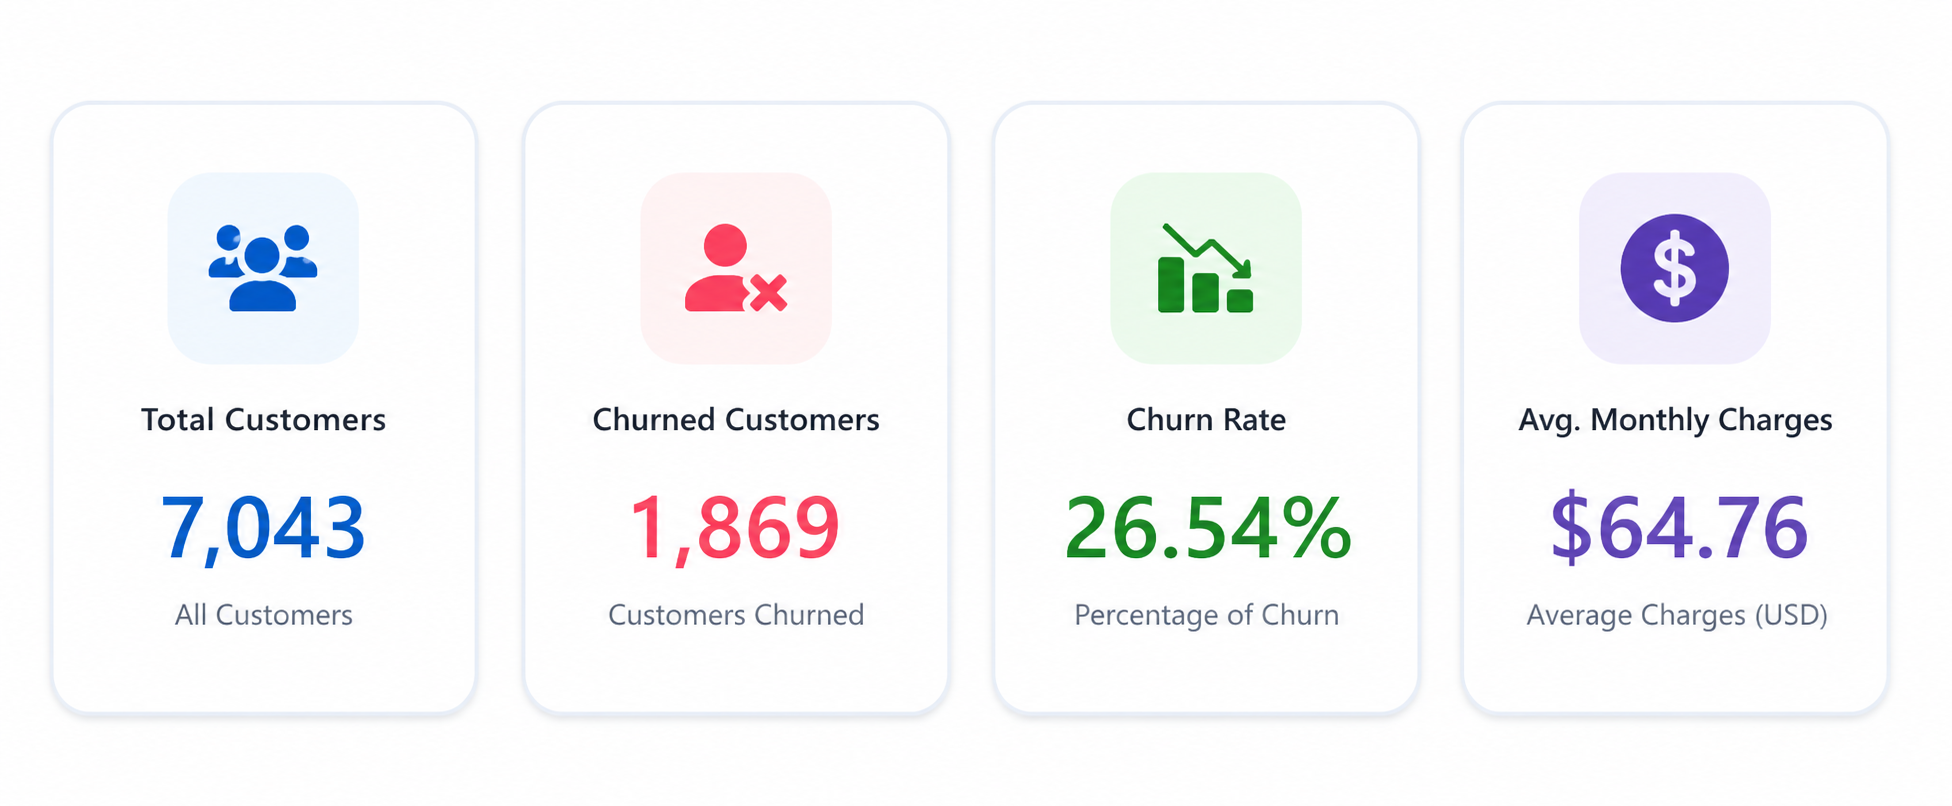 Total Customers
7,043
All Customers
Churned Customers
1,869
Customers Churned
Churn Rate
26.54%
Percentage of Churn
Avg. Monthly Charges
$64.76
Average Charges (USD)